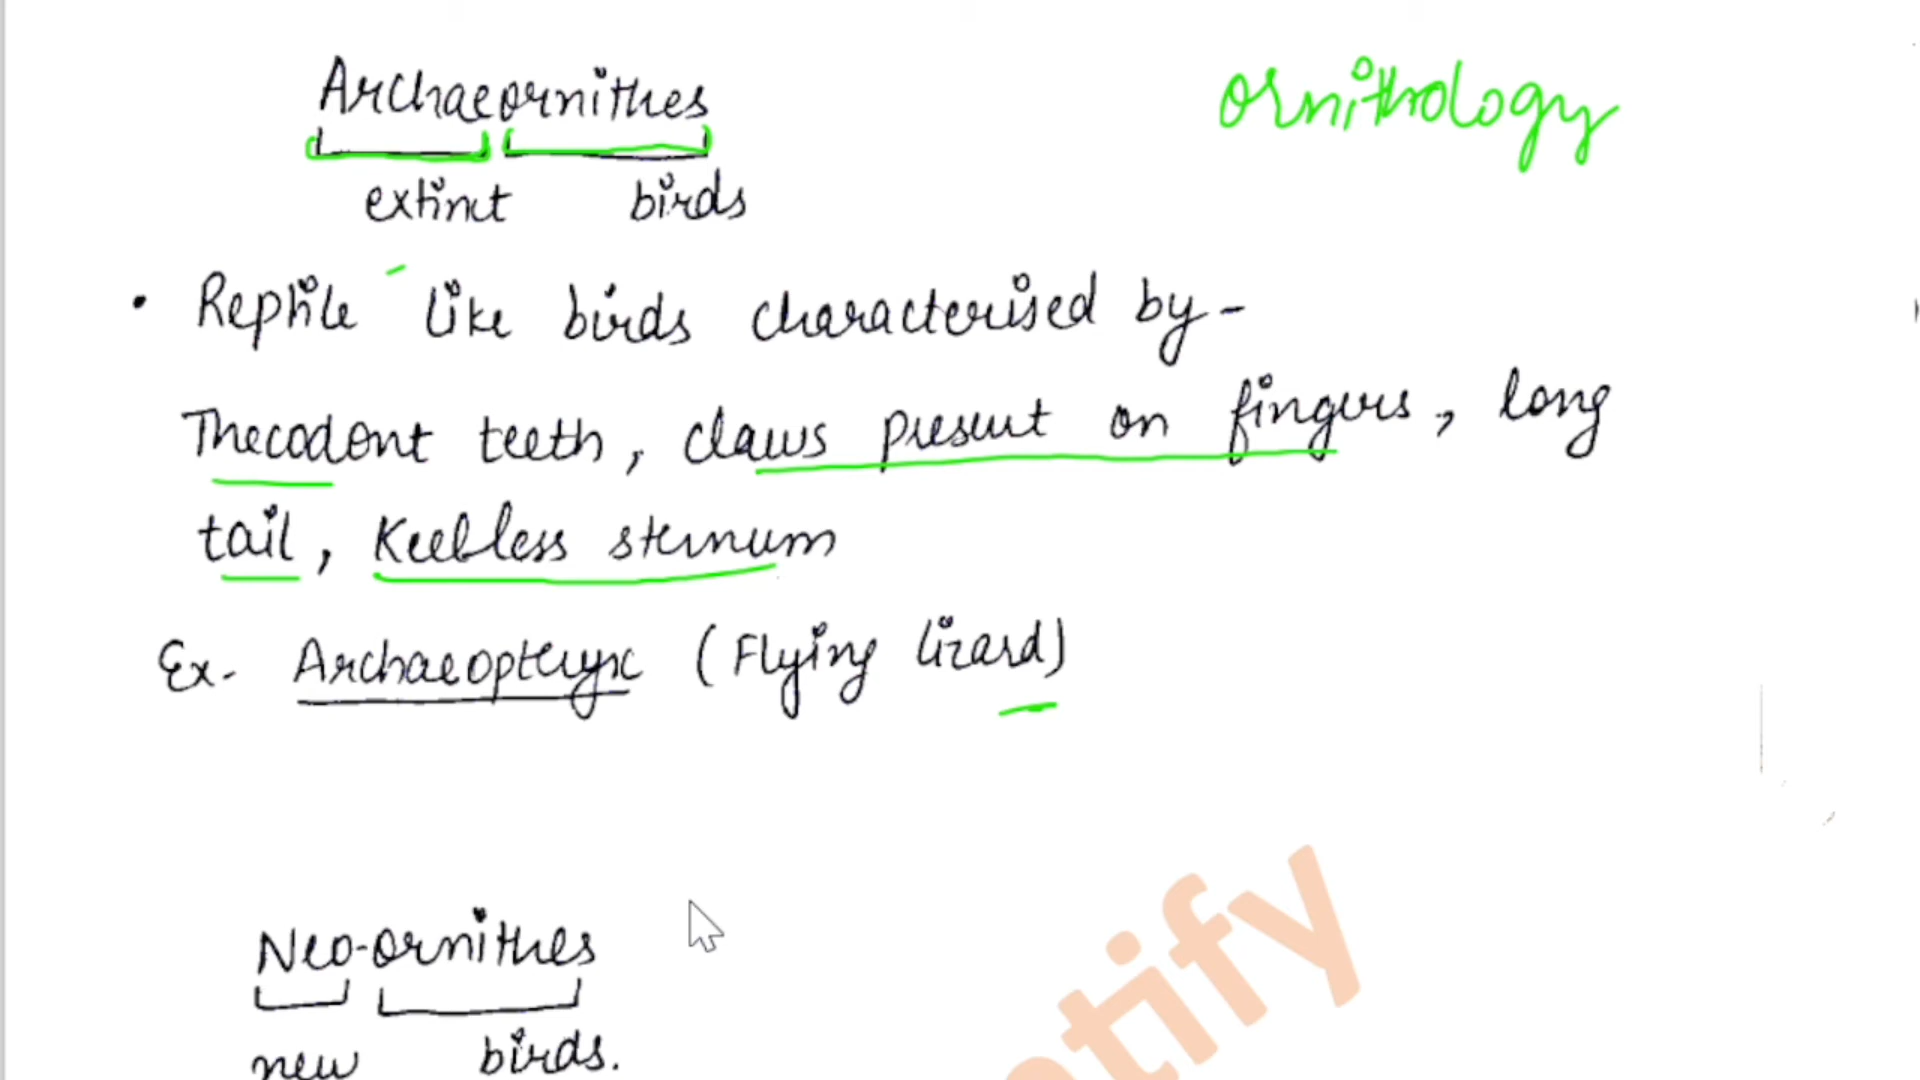 Archaeornithes
ornithology
extinct birds
• Reptile like birds characterised by -
Thecodont teeth, claws present on fingers, long
tail, Keelless sternum
Ex. Archaeopteryx (Flying lizard)
Neo-ornithes
new birds.